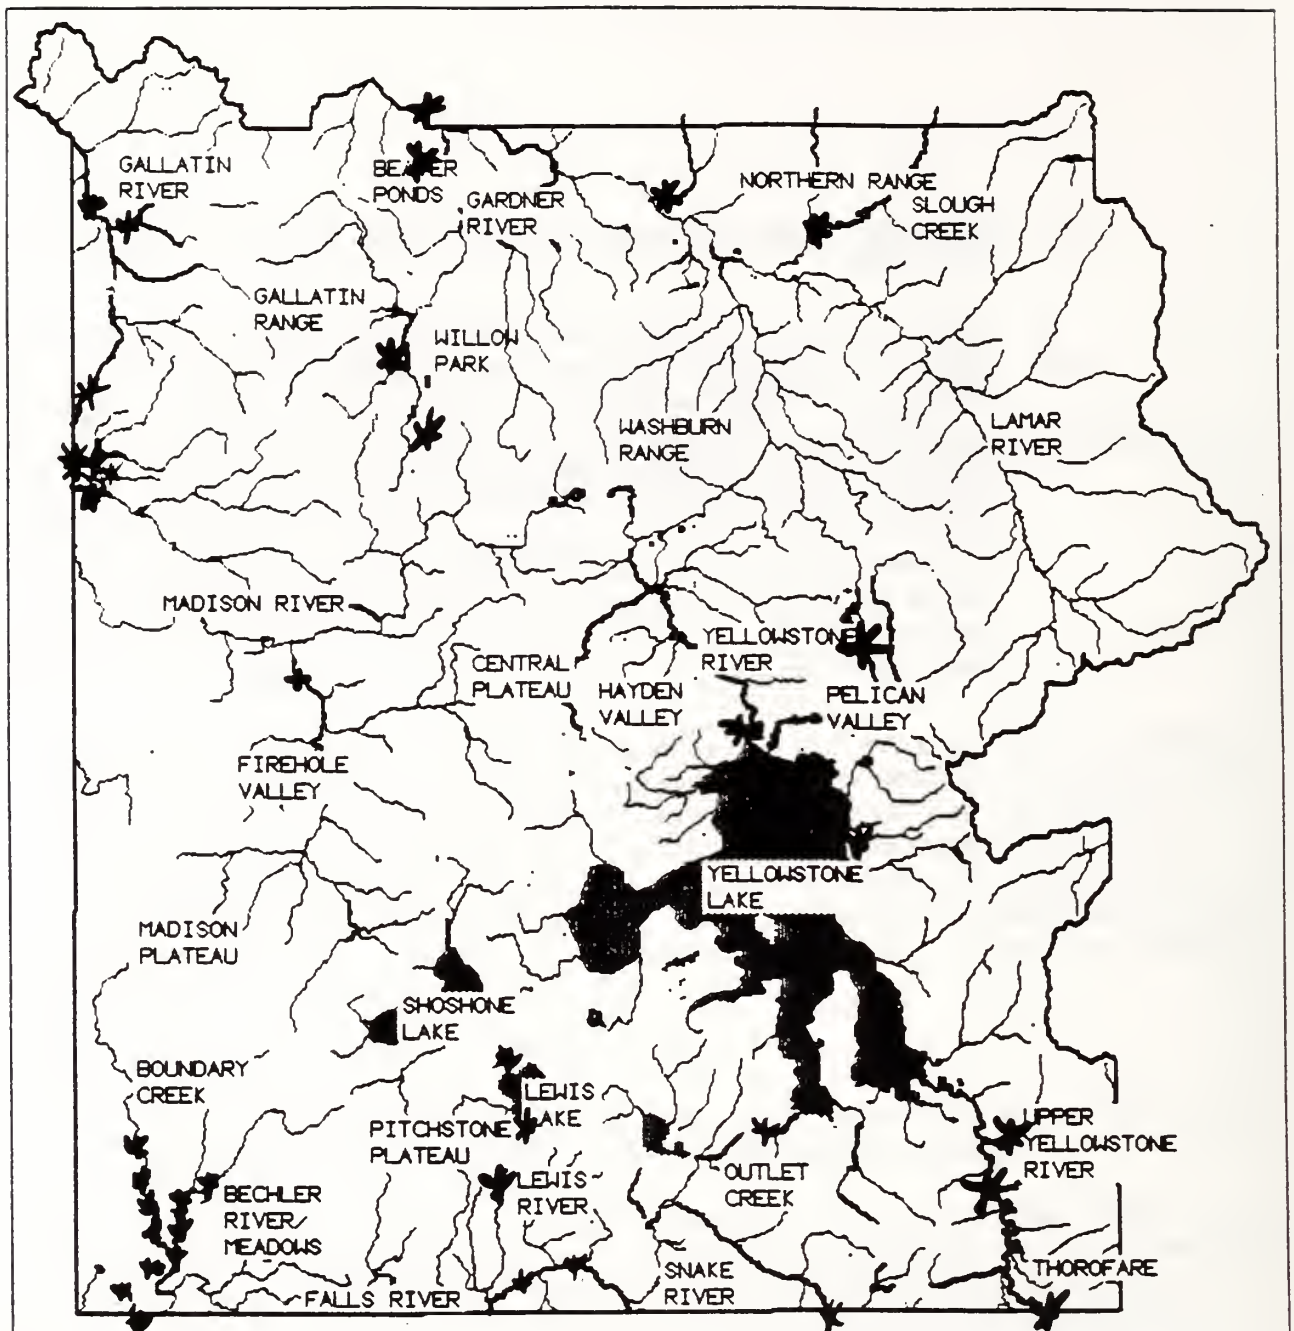 GALLATIN
RIVER
BEAVER
PONDS
GARDNER
RIVER
NORTHERN RANGE
SLOUGH
CREEK
GALLATIN
RANGE
WILLOW
PARK
WASHBURN
RANGE
LAMAR
RIVER
MADISON RIVER
CENTRAL
PLATEAU
HAYDEN
VALLEY
YELLOWSTONE
RIVER
PELICAN
VALLEY
FIREHOLE
VALLEY
YELLOWSTONE
LAKE
MADISON
PLATEAU
SHOSHONE
LAKE
BOUNDARY
CREEK
LEWIS
LAKE
PITCHSTONE
PLATEAU
UPPER
YELLOWSTONE
RIVER
OUTLET
CREEK
LEWIS
RIVER
BECHLER
RIVER/
MEADOWS
SNAKE
RIVER
THOROFARE
FALLS RIVER